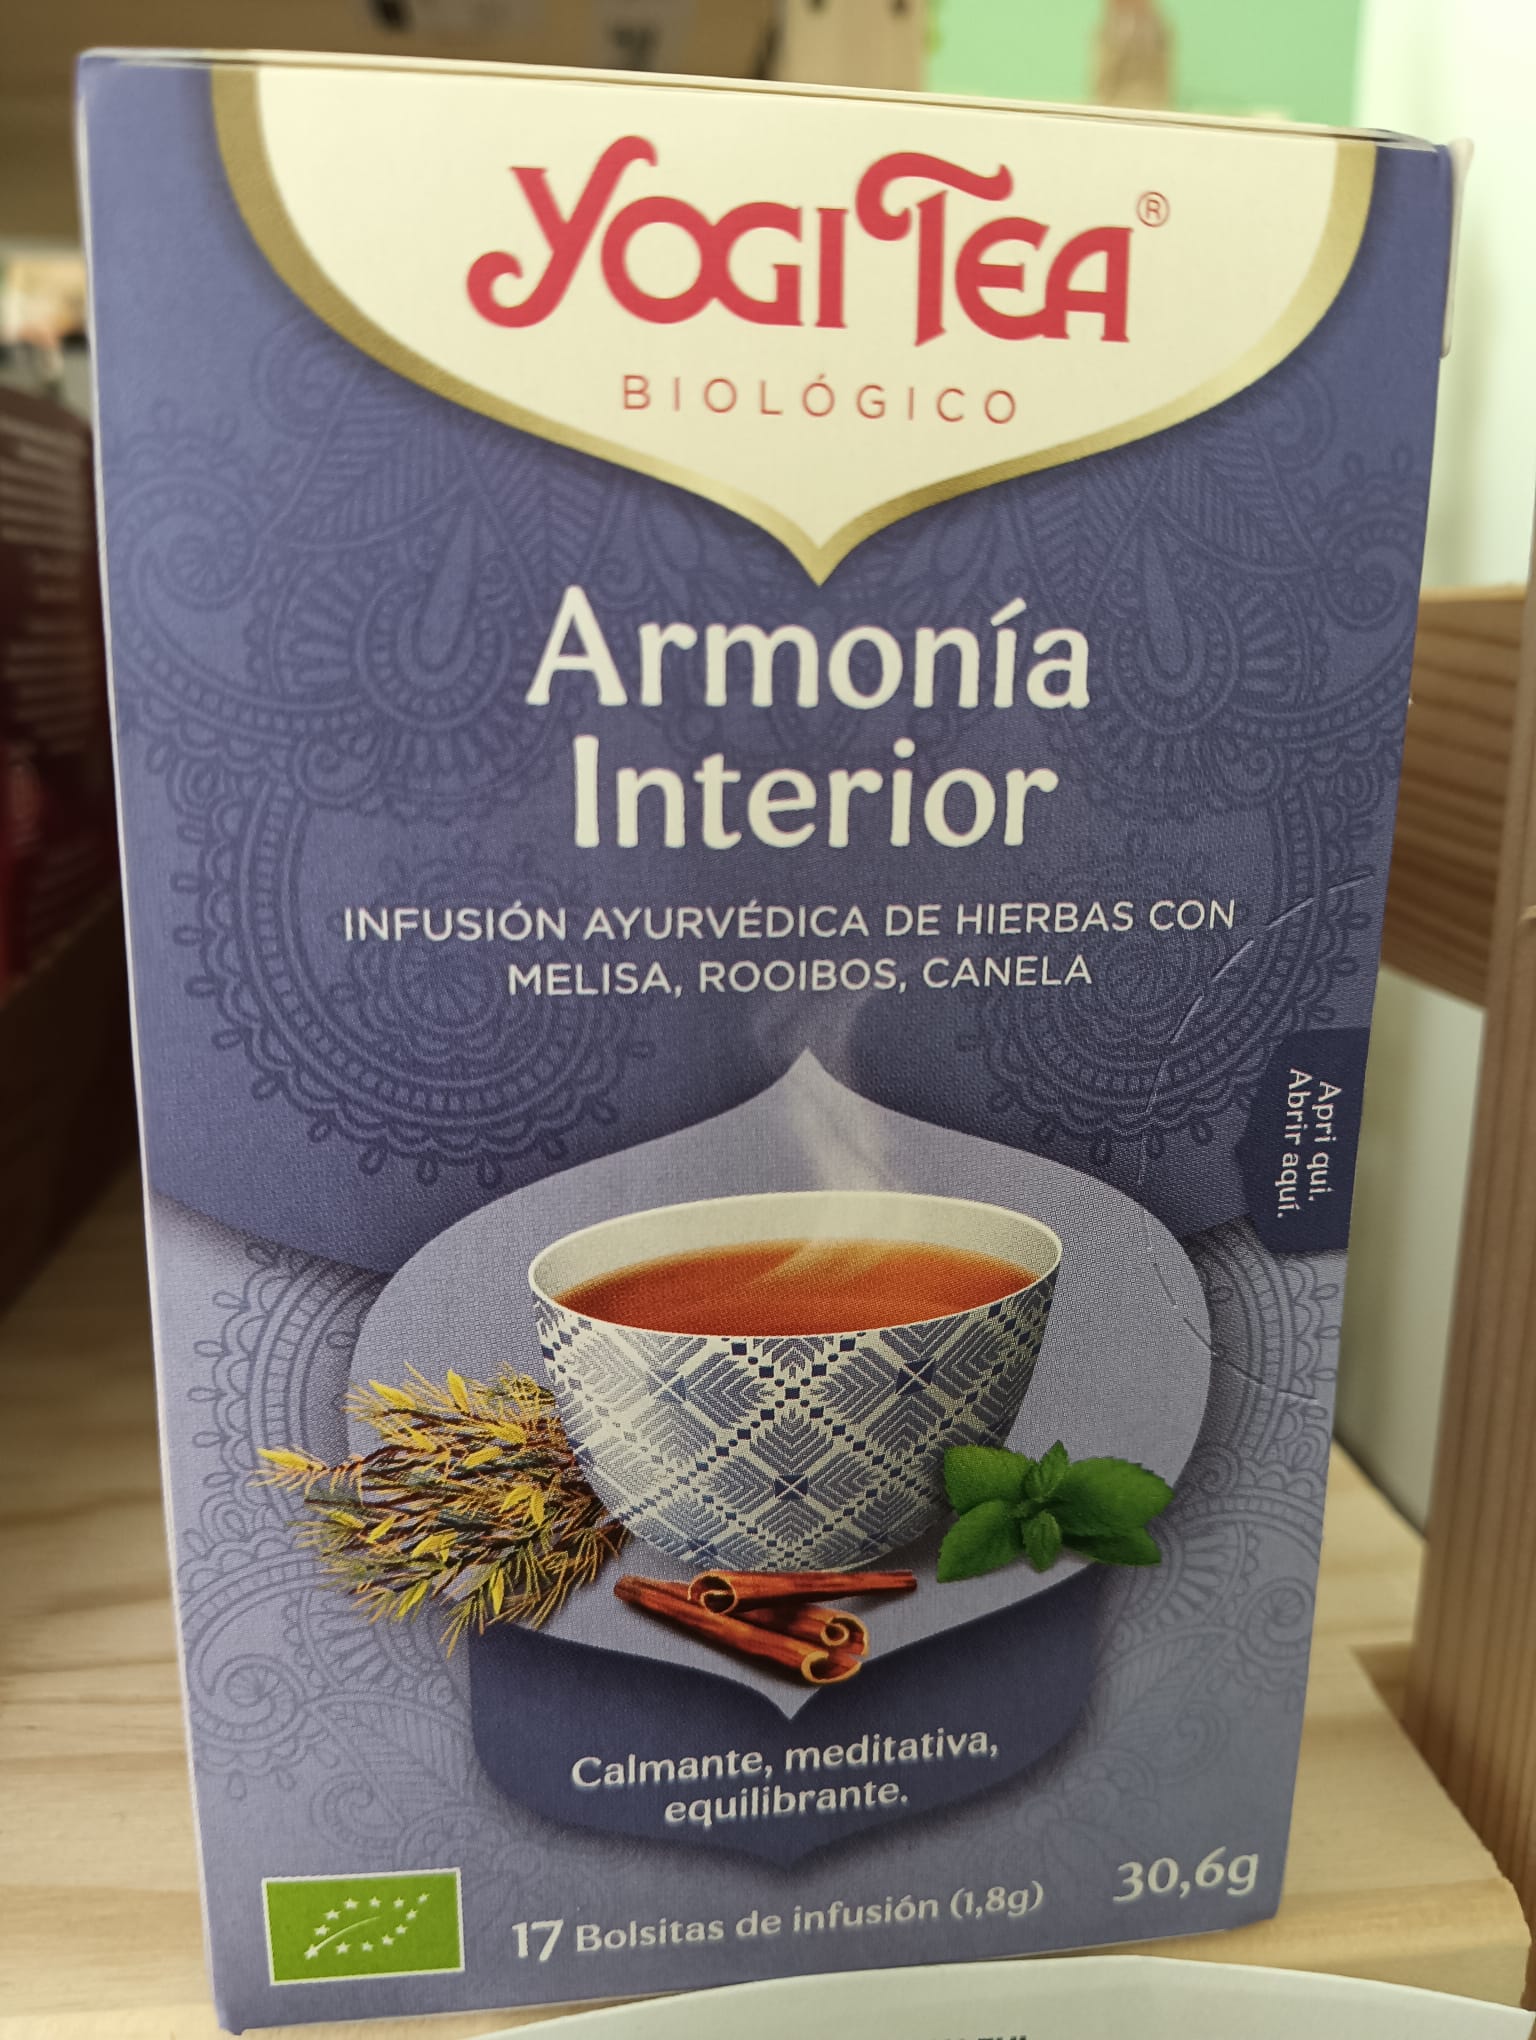 YOGI TEA®
BIOLÓGICO
Armonía
Interior
INFUSIÓN AYURVÉDICA DE HIERBAS CON
MELISA, ROOIBOS, CANELA
Apri qui.
Abrir aquí.
Calmante, meditativa,
equilibrante.
17 Bolsitas de infusión (1,8g)
30,6g